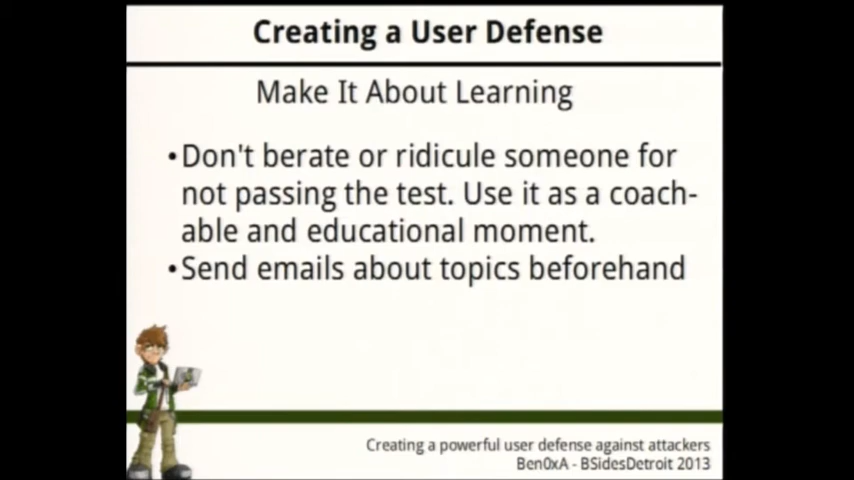 Creating a User Defense
Make It About Learning
•Don't berate or ridicule someone for
not passing the test. Use it as a coach-
able and educational moment.
•Send emails about topics beforehand
Creating a powerful user defense against attackers
Ben0xA - BSidesDetroit 2013